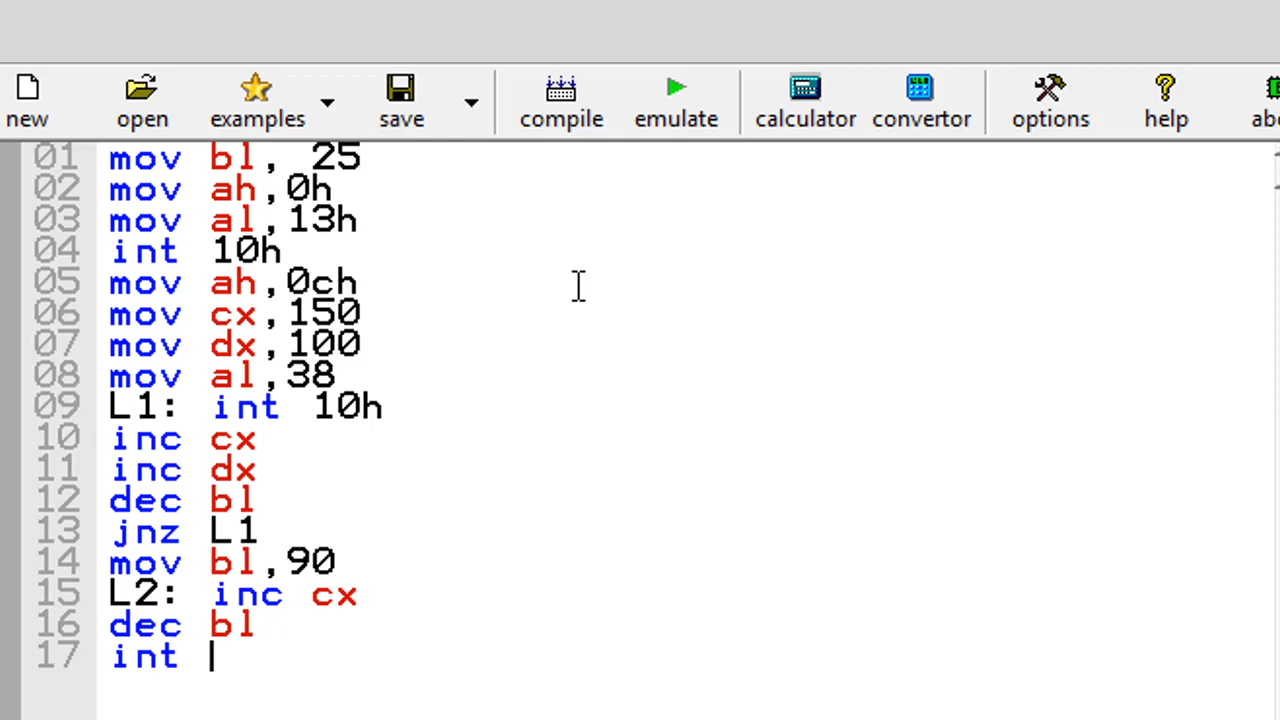 new open examples save compile emulate calculator convertor options help
01 mov bl, 25
02 mov ah,0h
03 mov al,13h
04 int 10h
05 mov ah,0ch
06 mov cx,150
07 mov dx,100
08 mov al,38
09 L1: int 10h
10 inc cx
11 inc dx
12 dec bl
13 jnz L1
14 mov bl,90
15 L2: inc cx
16 dec bl
17 int